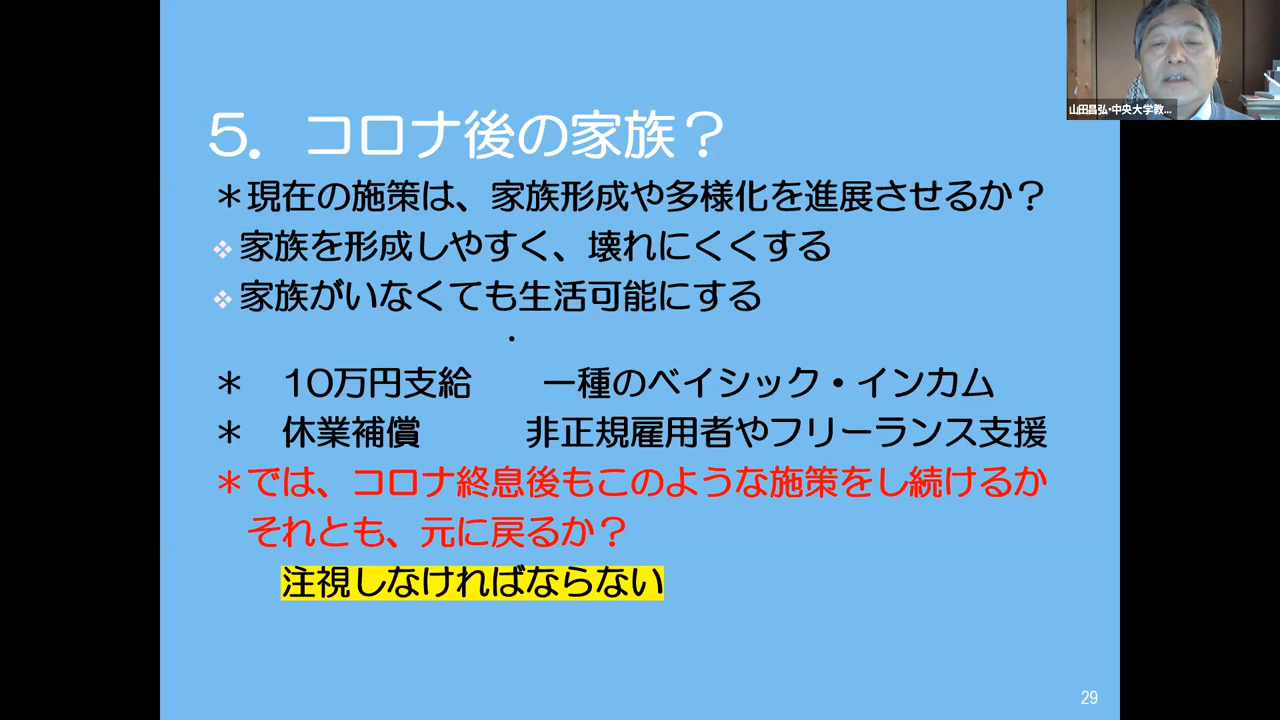 山田昌弘・中央大学教...
５．コロナ後の家族？
＊現在の施策は、家族形成や多様化を進展させるか？
❖家族を形成しやすく、壊れにくくする
❖家族がいなくても生活可能にする
・
＊　10万円支給　　一種のベイシック・インカム
＊　休業補償　　　非正規雇用者やフリーランス支援
＊では、コロナ終息後もこのような施策をし続けるか
それとも、元に戻るか？
注視しなければならない
29